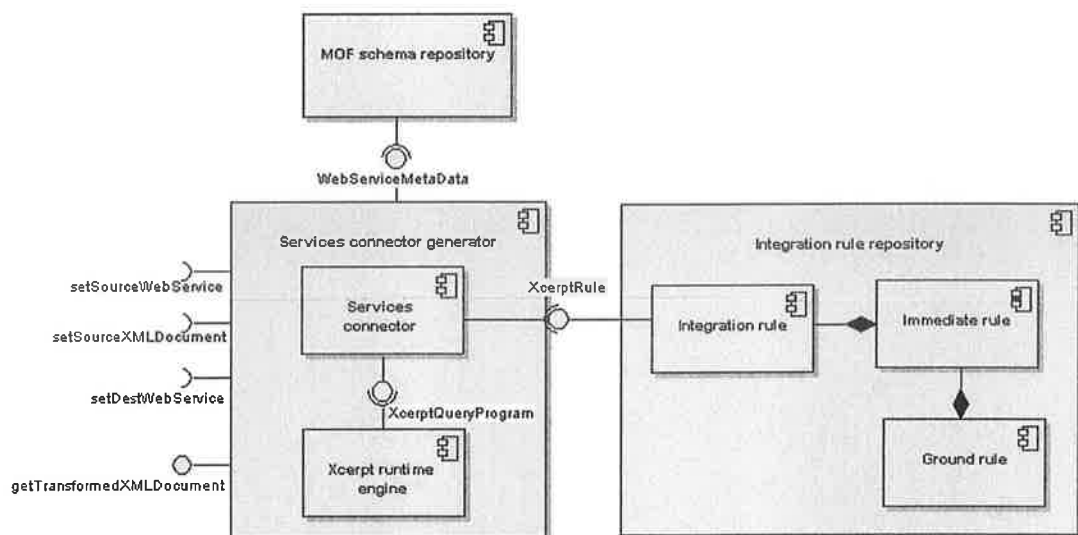 MOF schema repository
WebServiceMetaData
Services connector generator
Integration rule repository
setSourceWebService
XcerptRule
Services
connector
Integration rule
Immediate rule
setSourceXMLDocument
setDestWebService
XcerptQueryProgram
Xcerpt runtime
engine
Ground rule
getTransformedXMLDocument